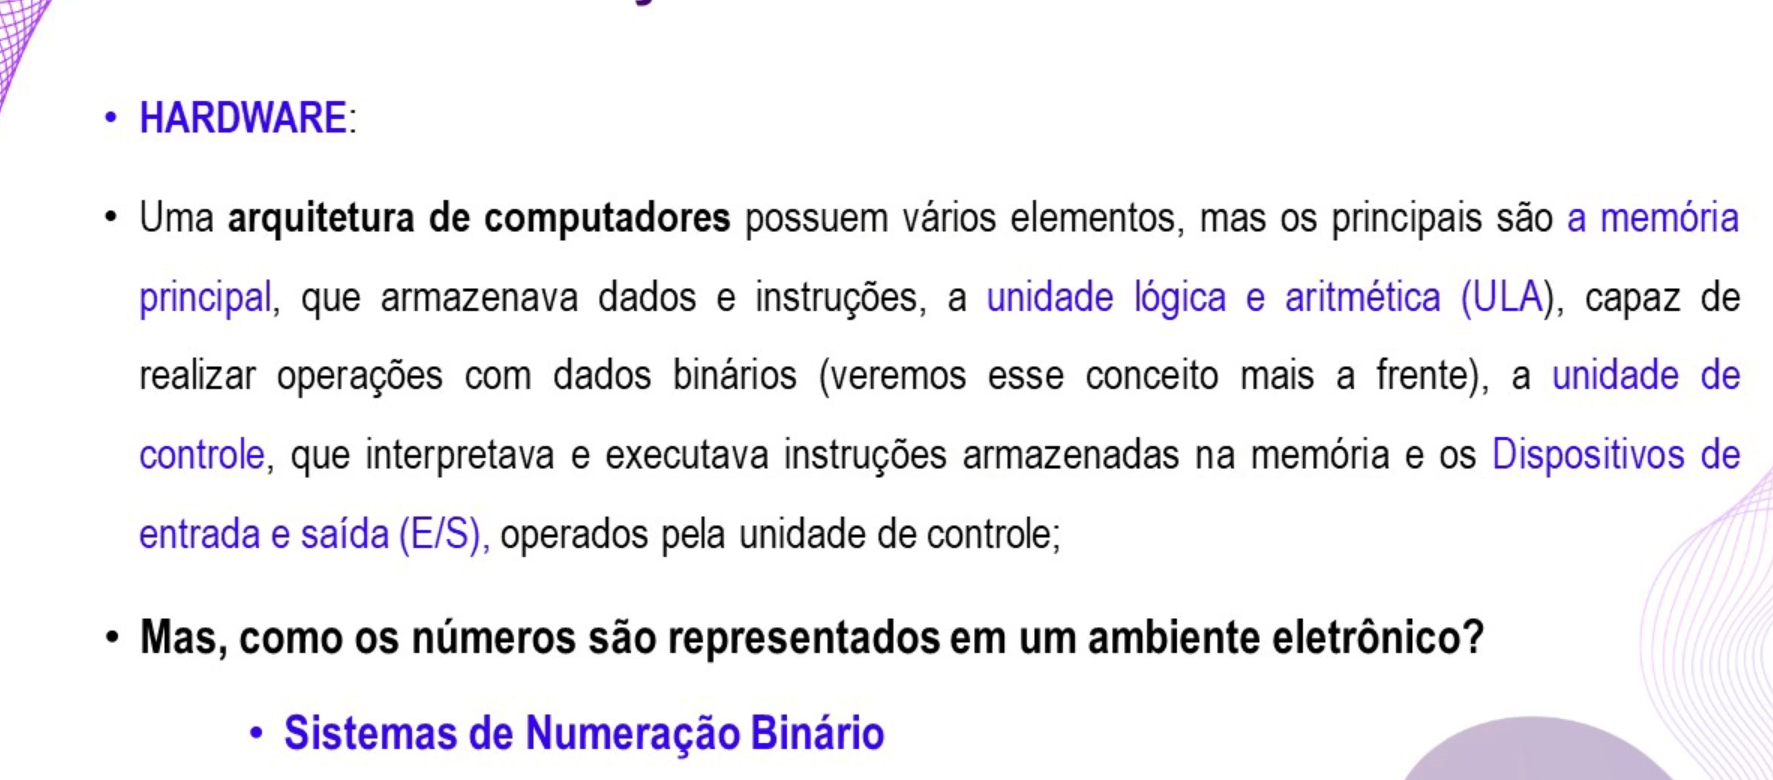 • HARDWARE:
• Uma arquitetura de computadores possuem vários elementos, mas os principais são a memória
principal, que armazenava dados e instruções, a unidade lógica e aritmética (ULA), capaz de
realizar operações com dados binários (veremos esse conceito mais a frente), a unidade de
controle, que interpretava e executava instruções armazenadas na memória e os Dispositivos de
entrada e saída (E/S), operados pela unidade de controle;
• Mas, como os números são representados em um ambiente eletrônico?
• Sistemas de Numeração Binário